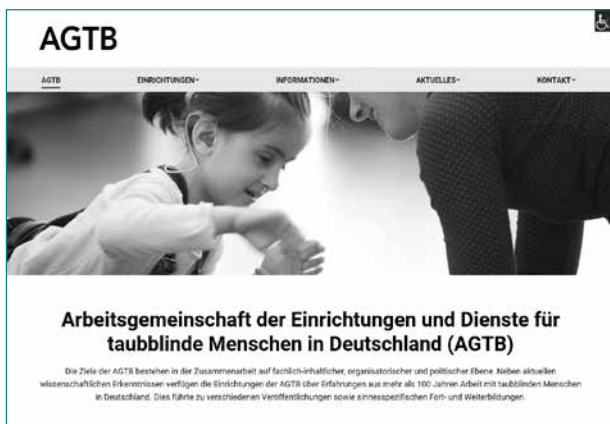 AGTB
AGTB EINRICHTUNGEN INFORMATIONEN AKTUELLES KONTAKT
Arbeitsgemeinschaft der Einrichtungen und Dienste für
taubblinde Menschen in Deutschland (AGTB)
Die Ziele der AGTB bestehen in der Zusammenarbeit auf fachlich-inhaltlicher, organisatorischer und politischer Ebene. Neben aktuellen
wissenschaftlichen Erkenntnissen verfügen die Einrichtungen der AGTB über Erfahrungen aus mehr als 100 Jahren Arbeit mit taubblinden Menschen
in Deutschland. Dies führte zu verschiedenen Veröffentlichungen sowie sinnesspezifischen Fort- und Weiterbildungen.